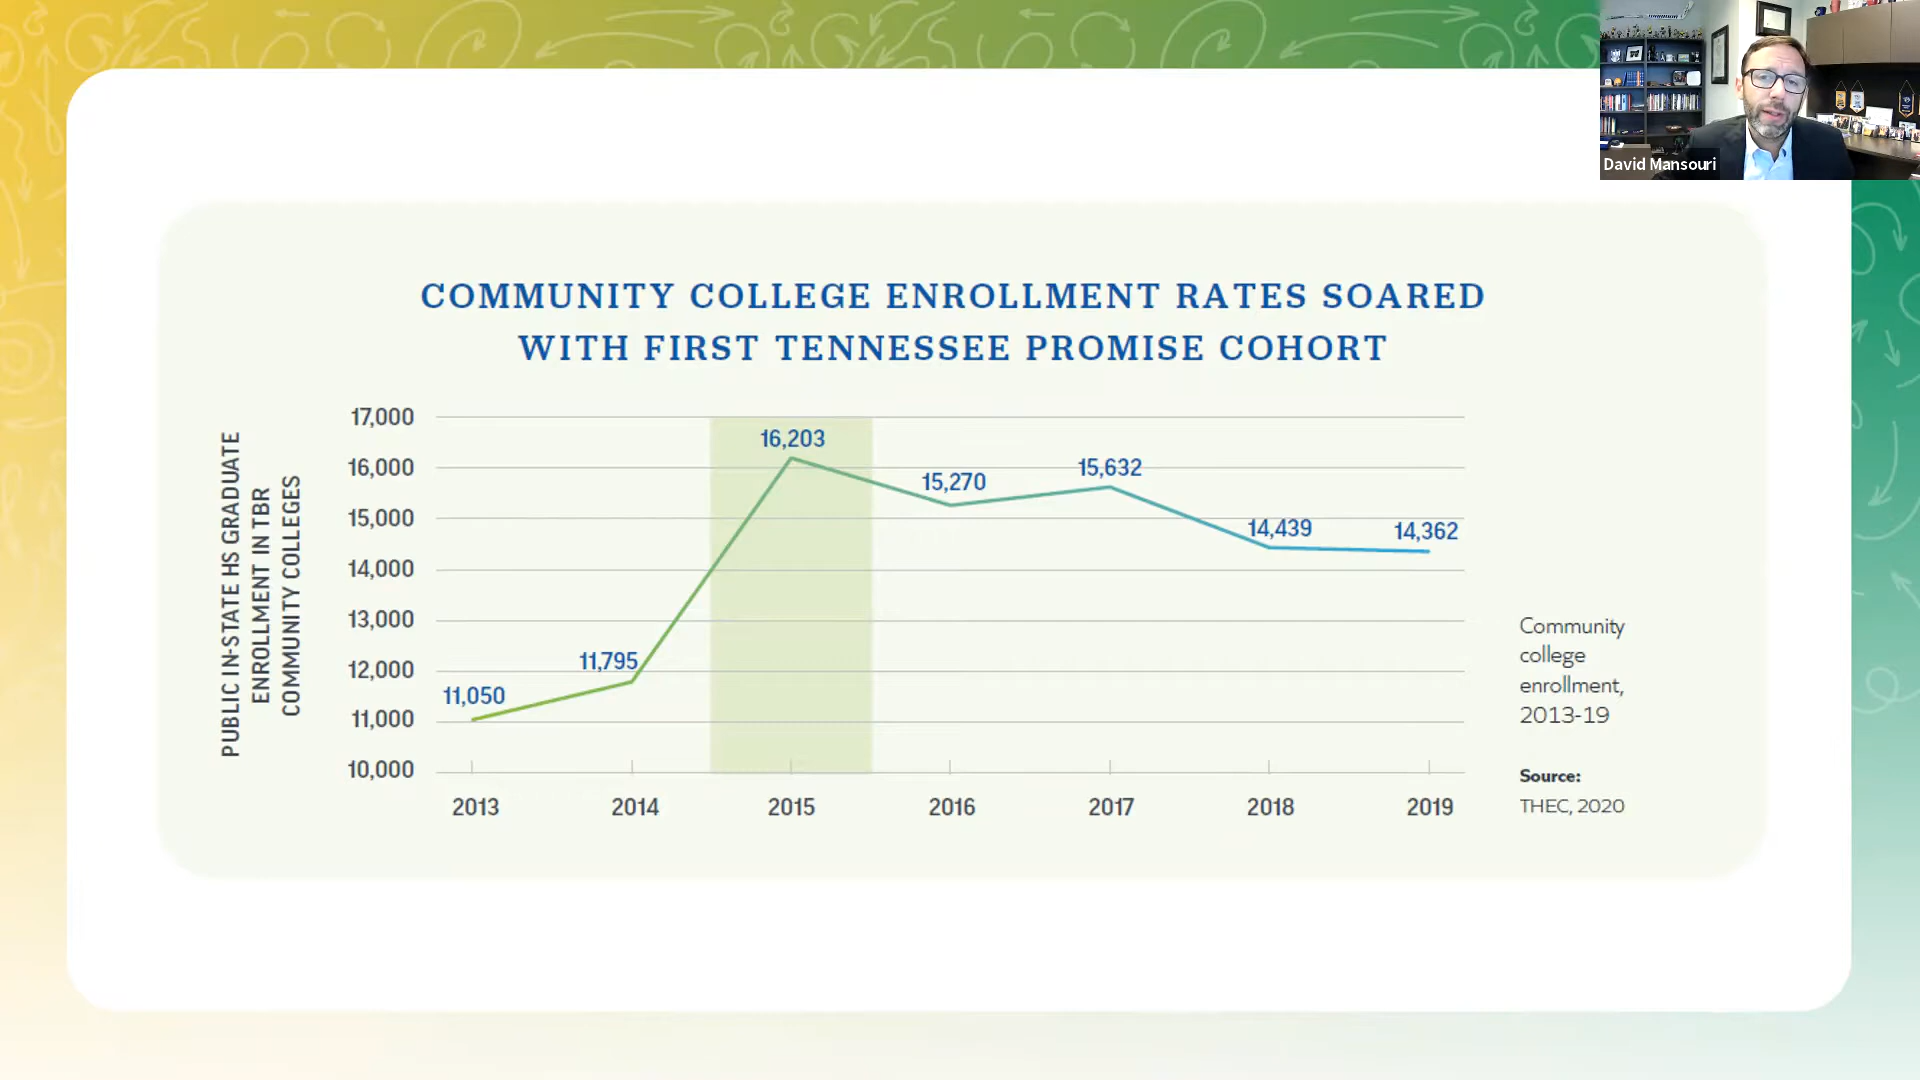 David Mansouri
COMMUNITY COLLEGE ENROLLMENT RATES SOARED
WITH FIRST TENNESSEE PROMISE COHORT
PUBLIC IN-STATE HS GRADUATE
ENROLLMENT IN TBR
COMMUNITY COLLEGES
17,000
16,000
15,000
14,000
13,000
12,000
11,000
10,000
11,050
11,795
16,203
15,270
15,632
14,439
14,362
2013
2014
2015
2016
2017
2018
2019
Community
college
enrollment,
2013-19
Source:
THEC, 2020